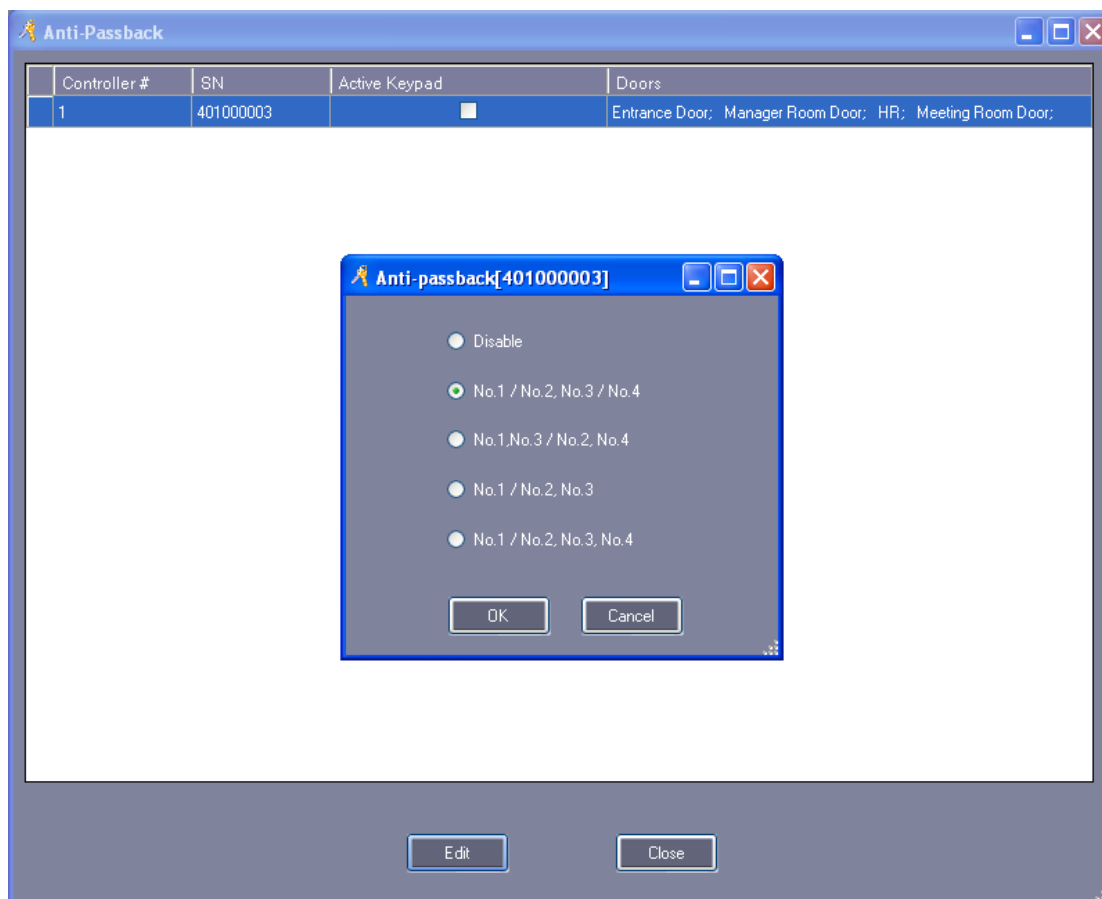 Anti-Passback
Controller # SN Active Keypad Doors
1 401000003 Entrance Door; Manager Room Door; HR; Meeting Room Door;
Anti-passback[401000003]
Disable
No.1 / No.2, No.3 / No.4
No.1,No.3 / No.2, No.4
No.1 / No.2, No.3
No.1 / No.2, No.3, No.4
OK Cancel
Edit Close